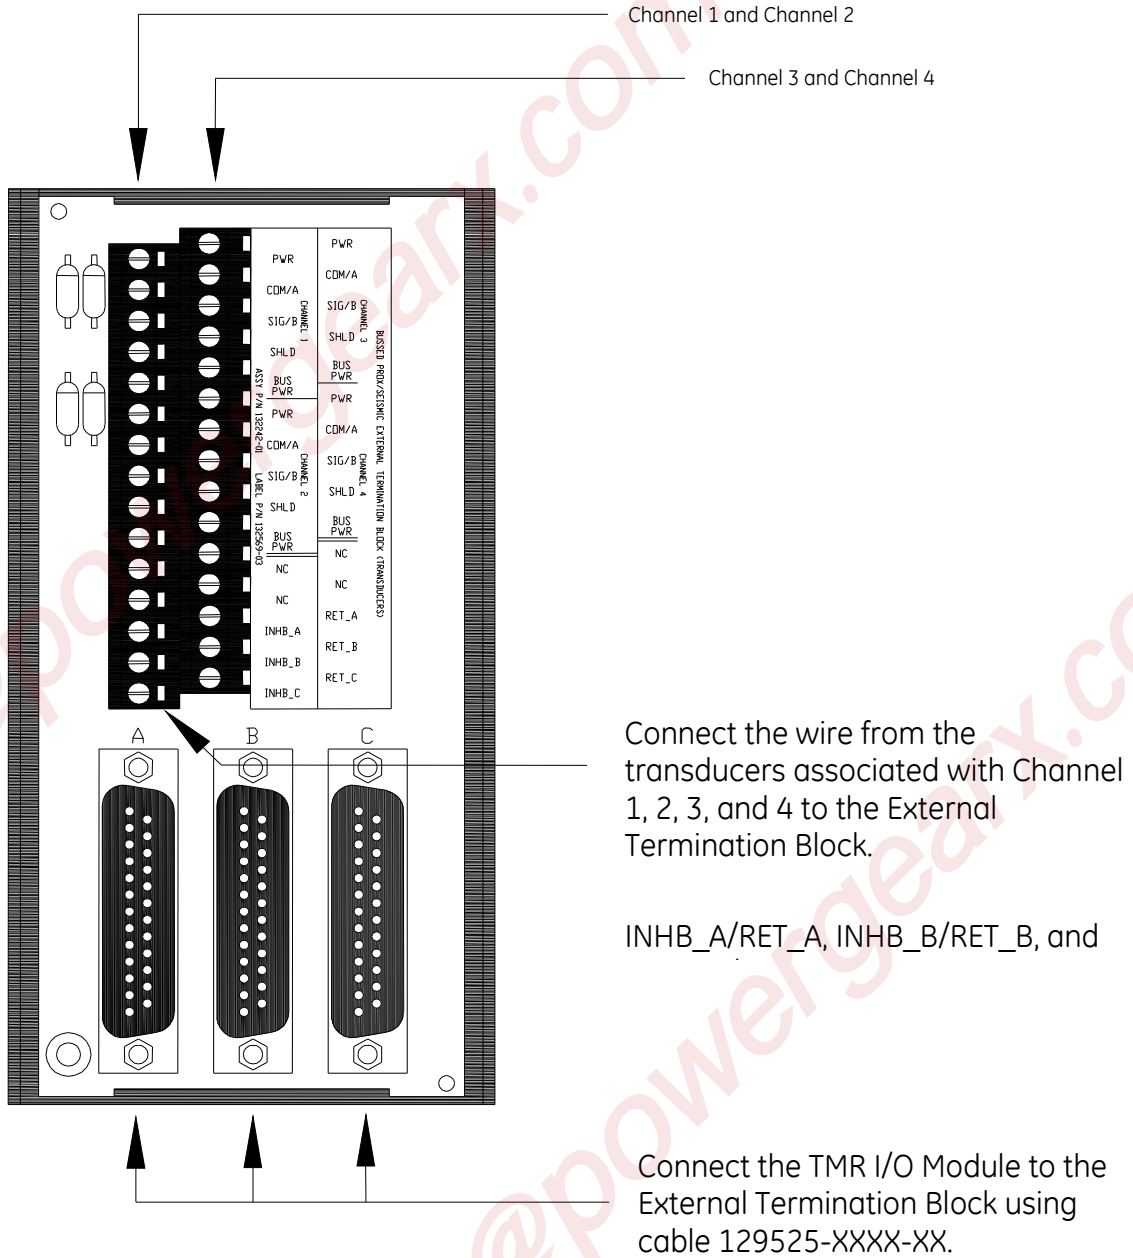 Channel 1 and Channel 2
Channel 3 and Channel 4
PWR
COM/A
SIG/B
SHLD
BUS
PWR
CHANNEL 1
PWR
COM/A
SIG/B
SHLD
BUS
PWR
CHANNEL 2
NC
NC
INHB_A
INHB_B
INHB_C
PWR
COM/A
SIG/B
SHLD
BUS
PWR
CHANNEL 3
PWR
COM/A
SIG/B
SHLD
BUS
PWR
CHANNEL 4
NC
NC
RET_A
RET_B
RET_C
ASSY P/N 132242-01 LABEL P/N 132569-03
BUSSED PROX/SEISMIC EXTERNAL TERMINATION BLOCK (TRANSDUCERS)
A B C
Connect the wire from the
transducers associated with Channel
1, 2, 3, and 4 to the External
Termination Block.
INHB_A/RET_A, INHB_B/RET_B, and
Connect the TMR I/O Module to the
External Termination Block using
cable 129525-XXXX-XX.
@powergearx.com
@powergearx.com